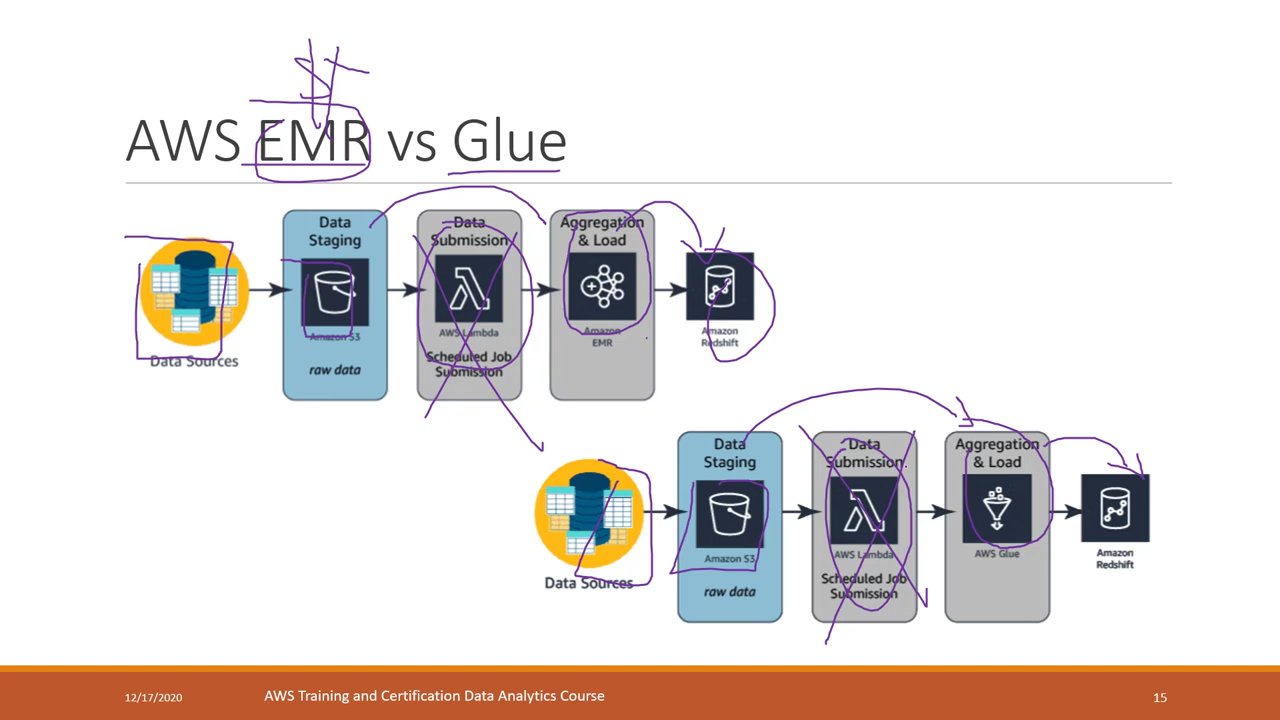 AWS EMR vs Glue
Data
Staging
Amazon S3
raw data
Data
Submission
AWS Lambda
Scheduled Job
Submission
Aggregation
& Load
Amazon
EMR
Amazon
Redshift
Data Sources
Data
Staging
Amazon S3
raw data
Data
Submission
AWS Lambda
Scheduled Job
Submission
Aggregation
& Load
AWS Glue
Amazon
Redshift
Data Sources
12/17/2020
AWS Training and Certification Data Analytics Course
15